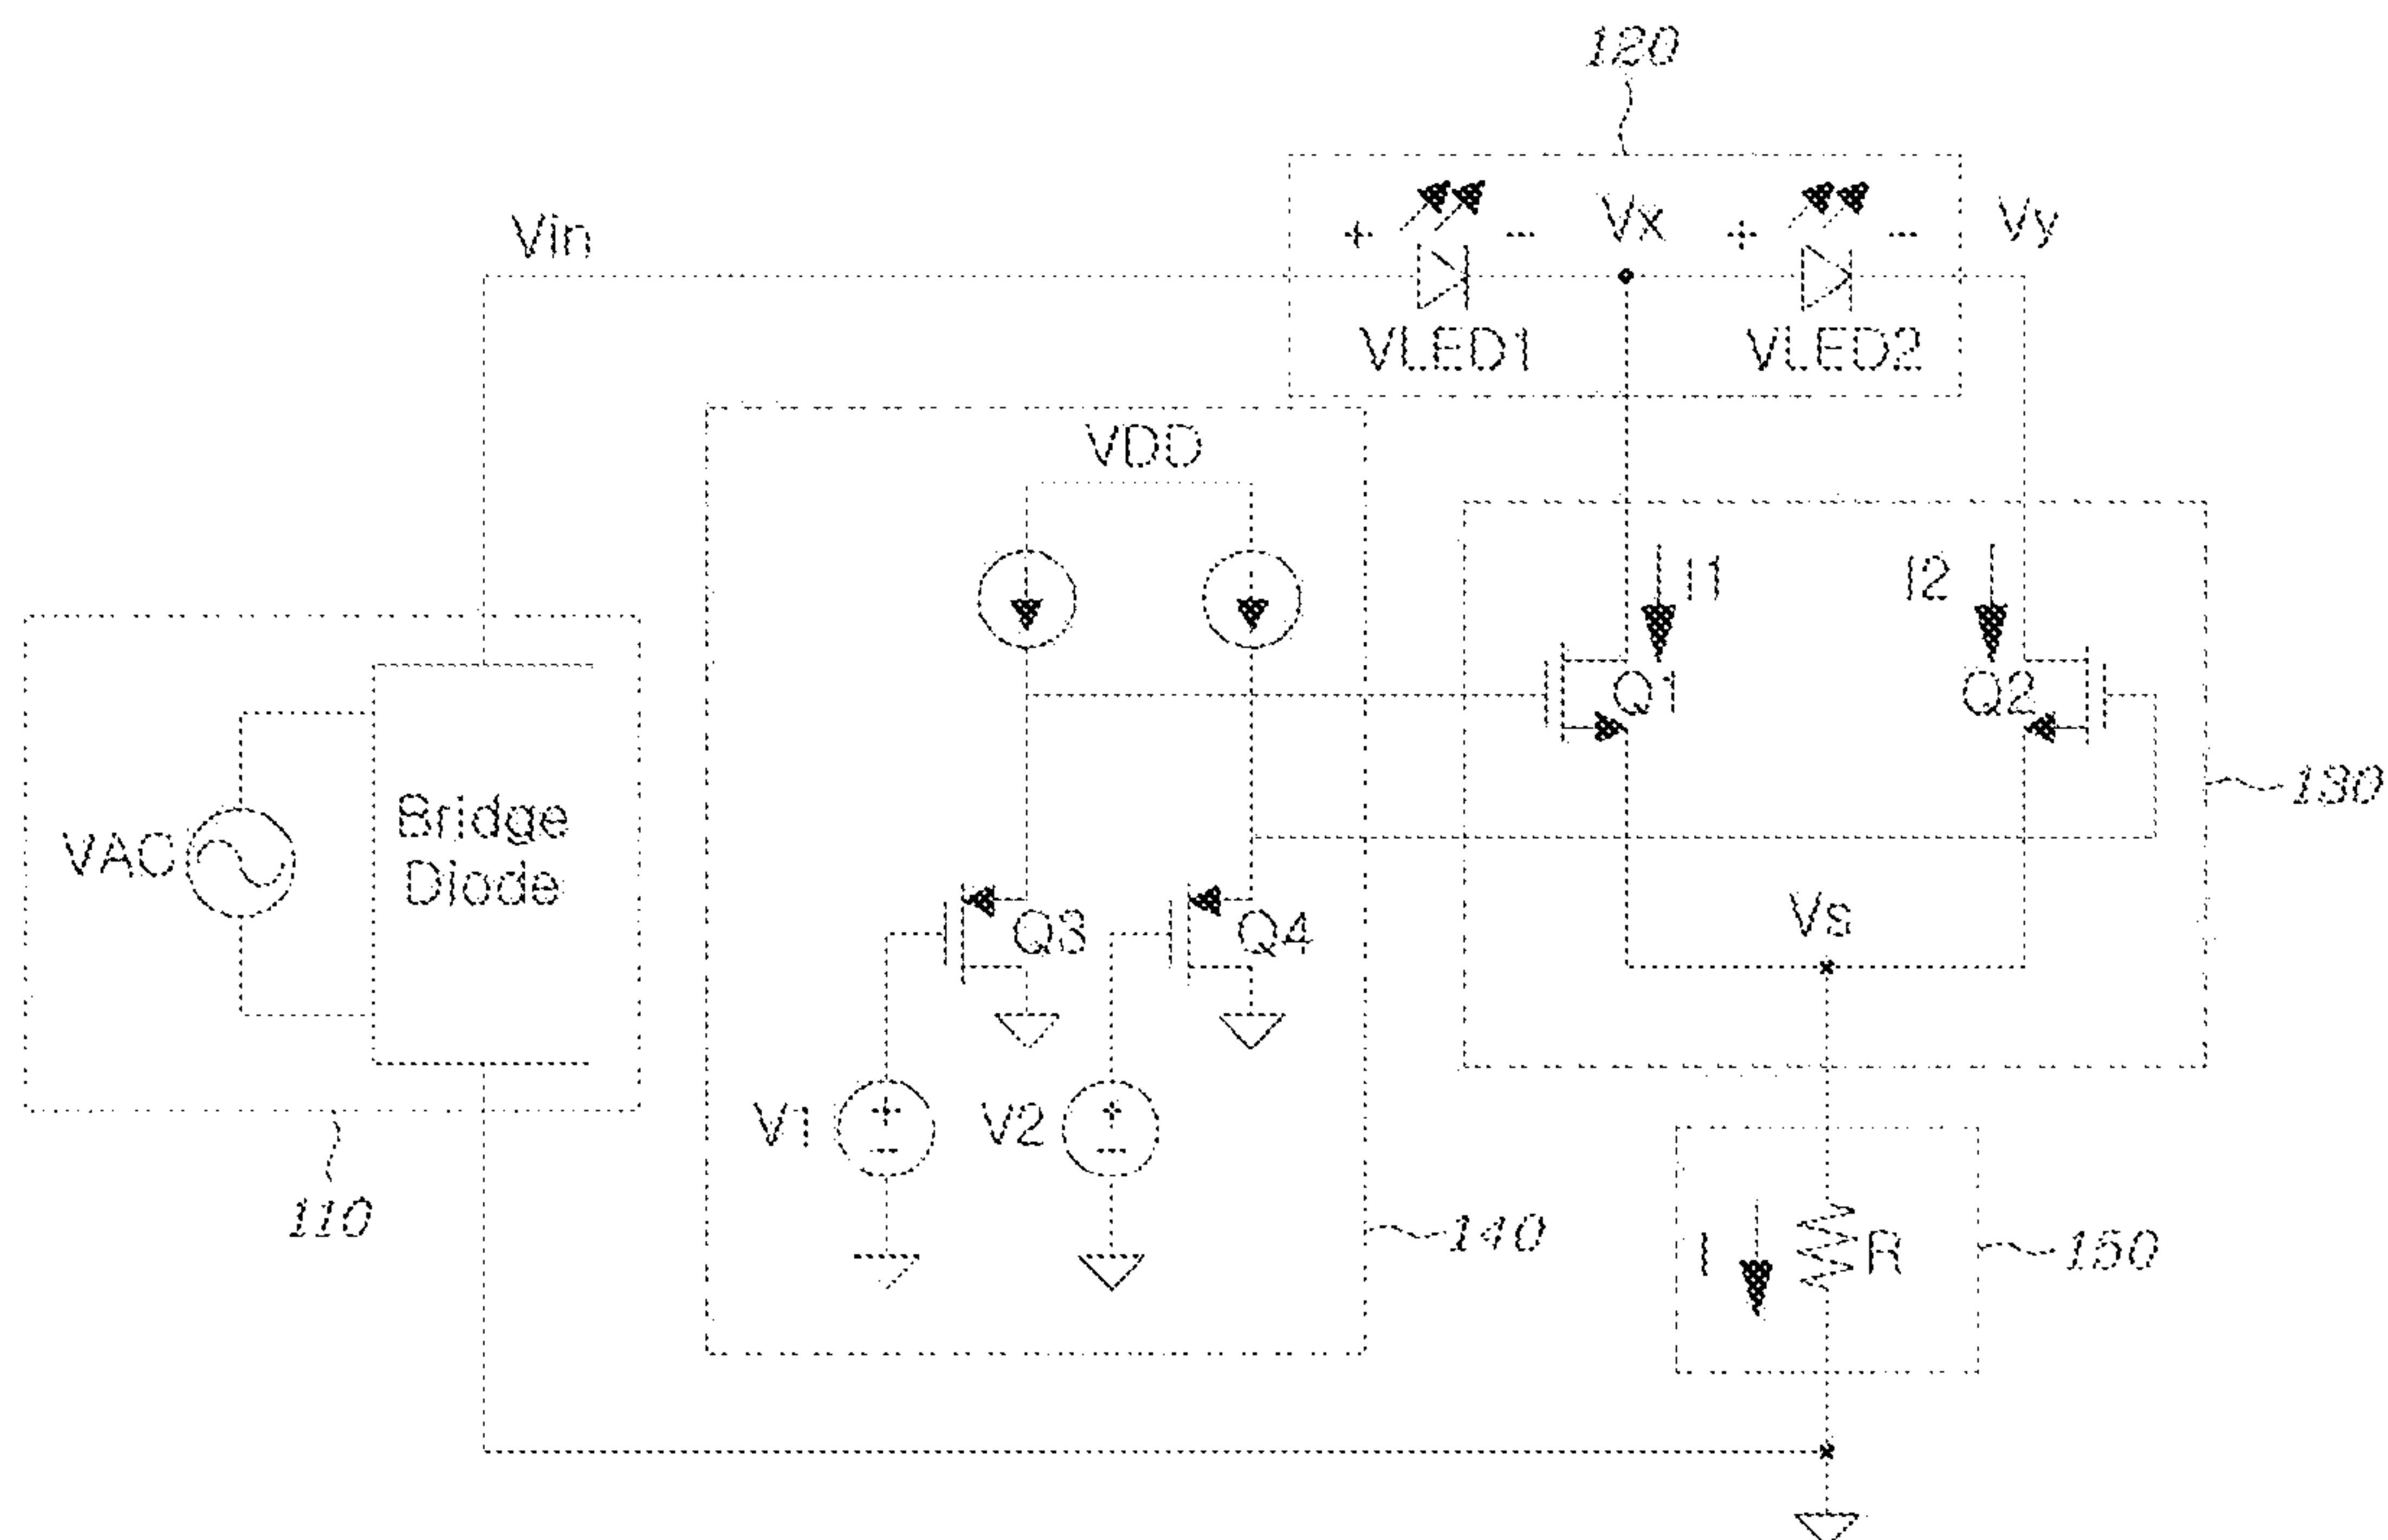 120
Vin
+
-
Vx
+
-
Vy
VLED1
VLED2
VDD
I1
I2
Q1
Q2
130
VAC
Bridge
Diode
Q3
Q4
Vs
V1
+
-
V2
+
-
110
140
I
R
150